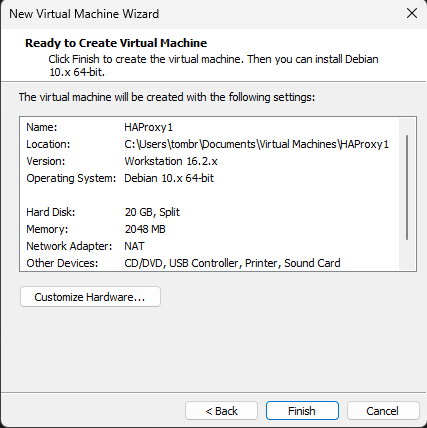 New Virtual Machine Wizard
Ready to Create Virtual Machine
Click Finish to create the virtual machine. Then you can install Debian
10.x 64-bit.
The virtual machine will be created with the following settings:
Name: HAProxy1
Location: C:\Users\tombr\Documents\Virtual Machines\HAProxy1
Version: Workstation 16.2.x
Operating System: Debian 10.x 64-bit
Hard Disk: 20 GB, Split
Memory: 2048 MB
Network Adapter: NAT
Other Devices: CD/DVD, USB Controller, Printer, Sound Card
Customize Hardware...
< Back Finish Cancel